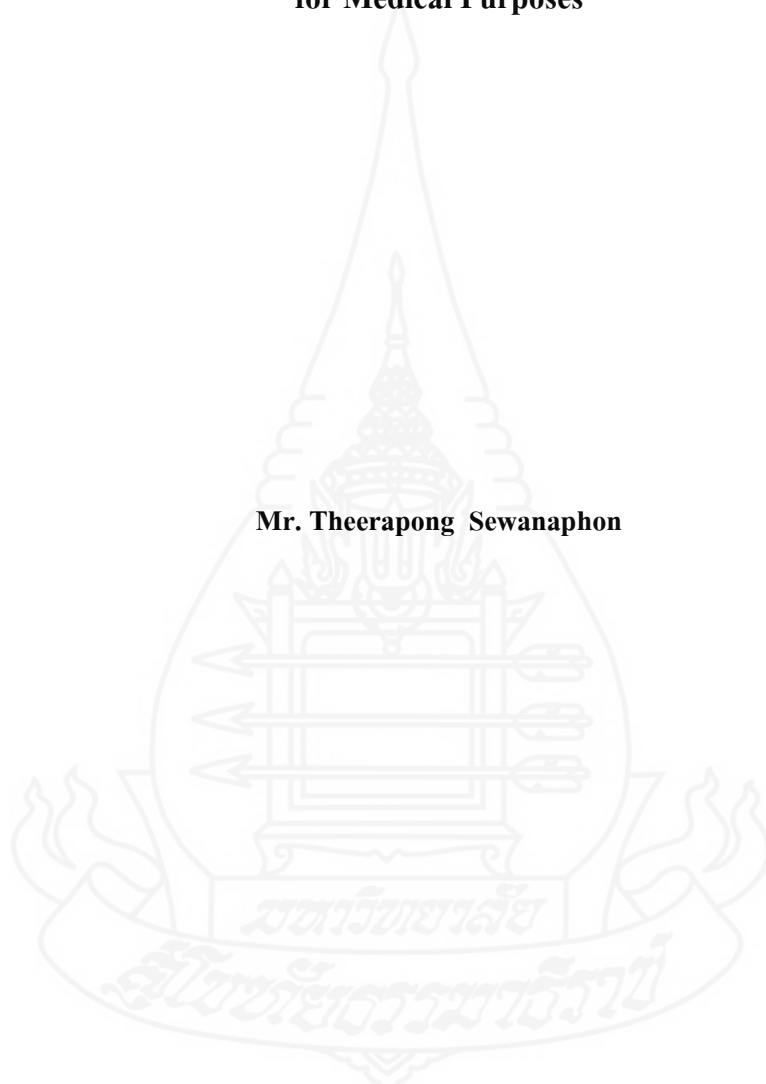 for Medical Purposes
Mr. Theerapong Sewanaphon
มหาวิทยาลัย
สุโขทัยธรรมาธิราช